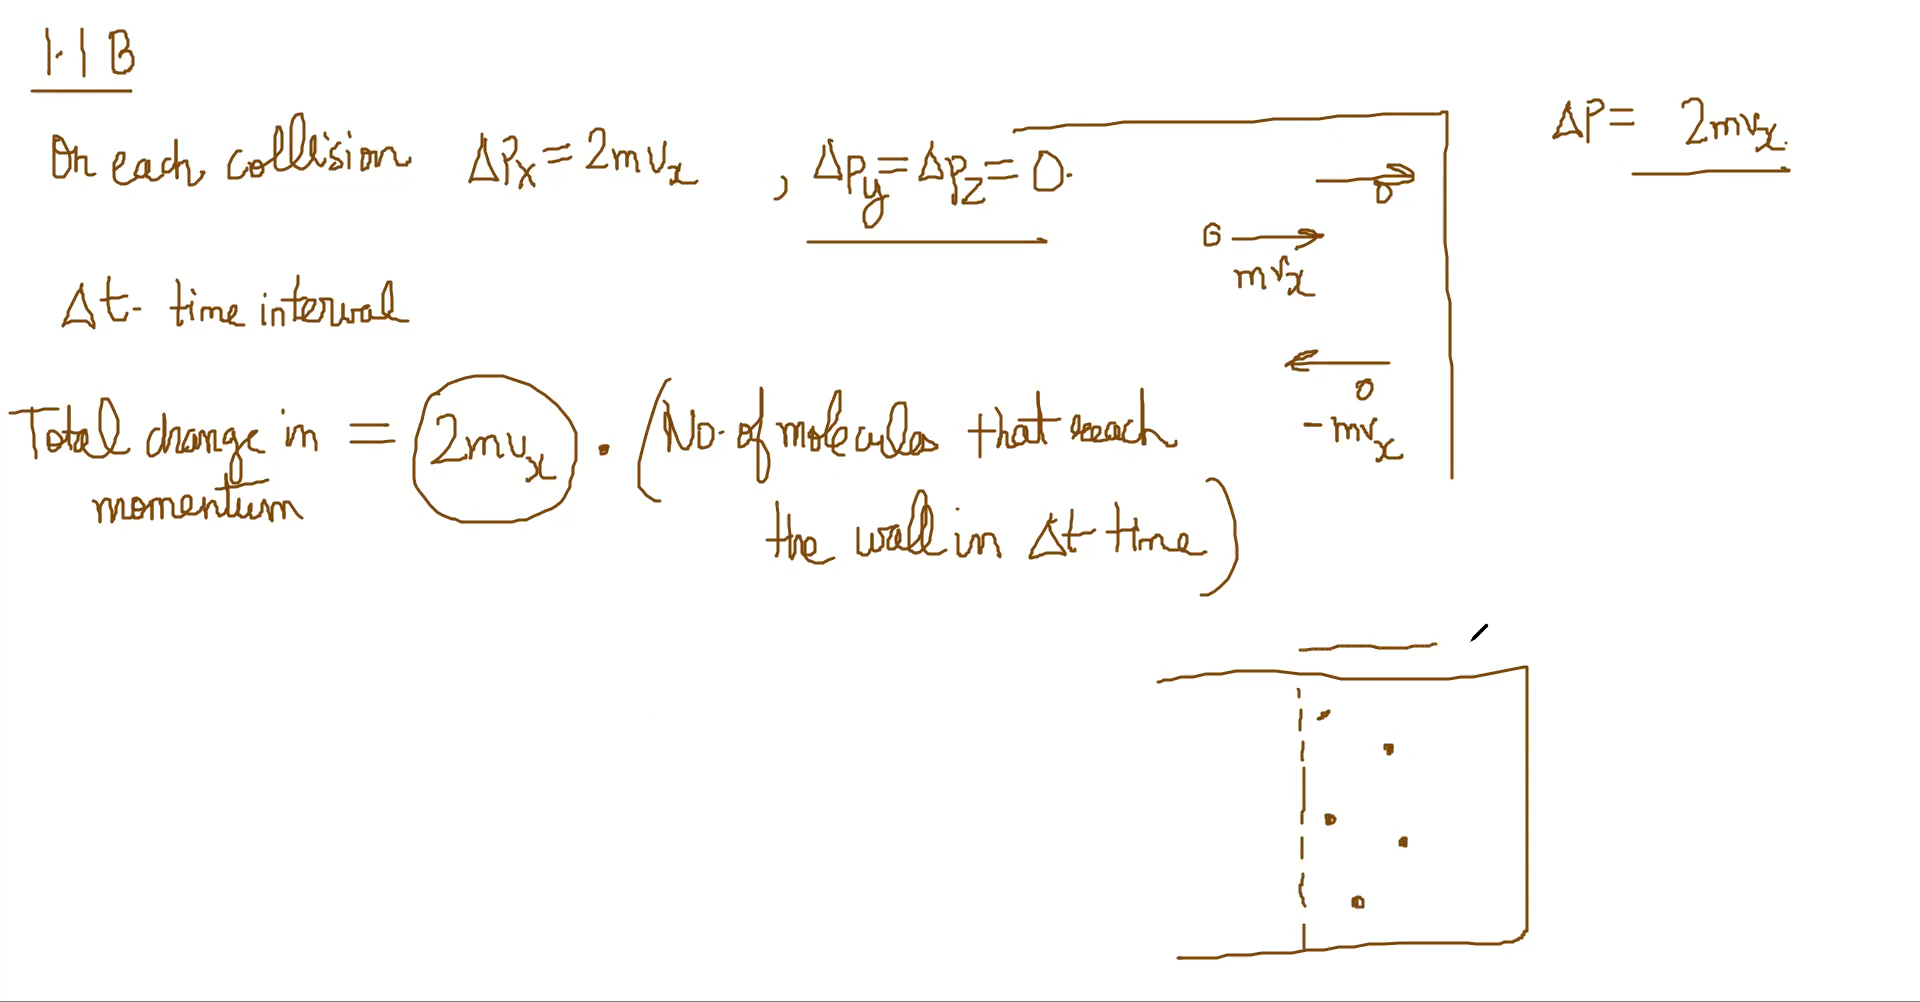 1.1 B
On each collision ΔPx = 2mvx , ΔPy = ΔPz = 0.
ΔP = 2mvx.
mvx
Δt - time interval
-mvx
Total change in momentum = 2mvx . (No. of molecules that reach
the wall in Δt time)